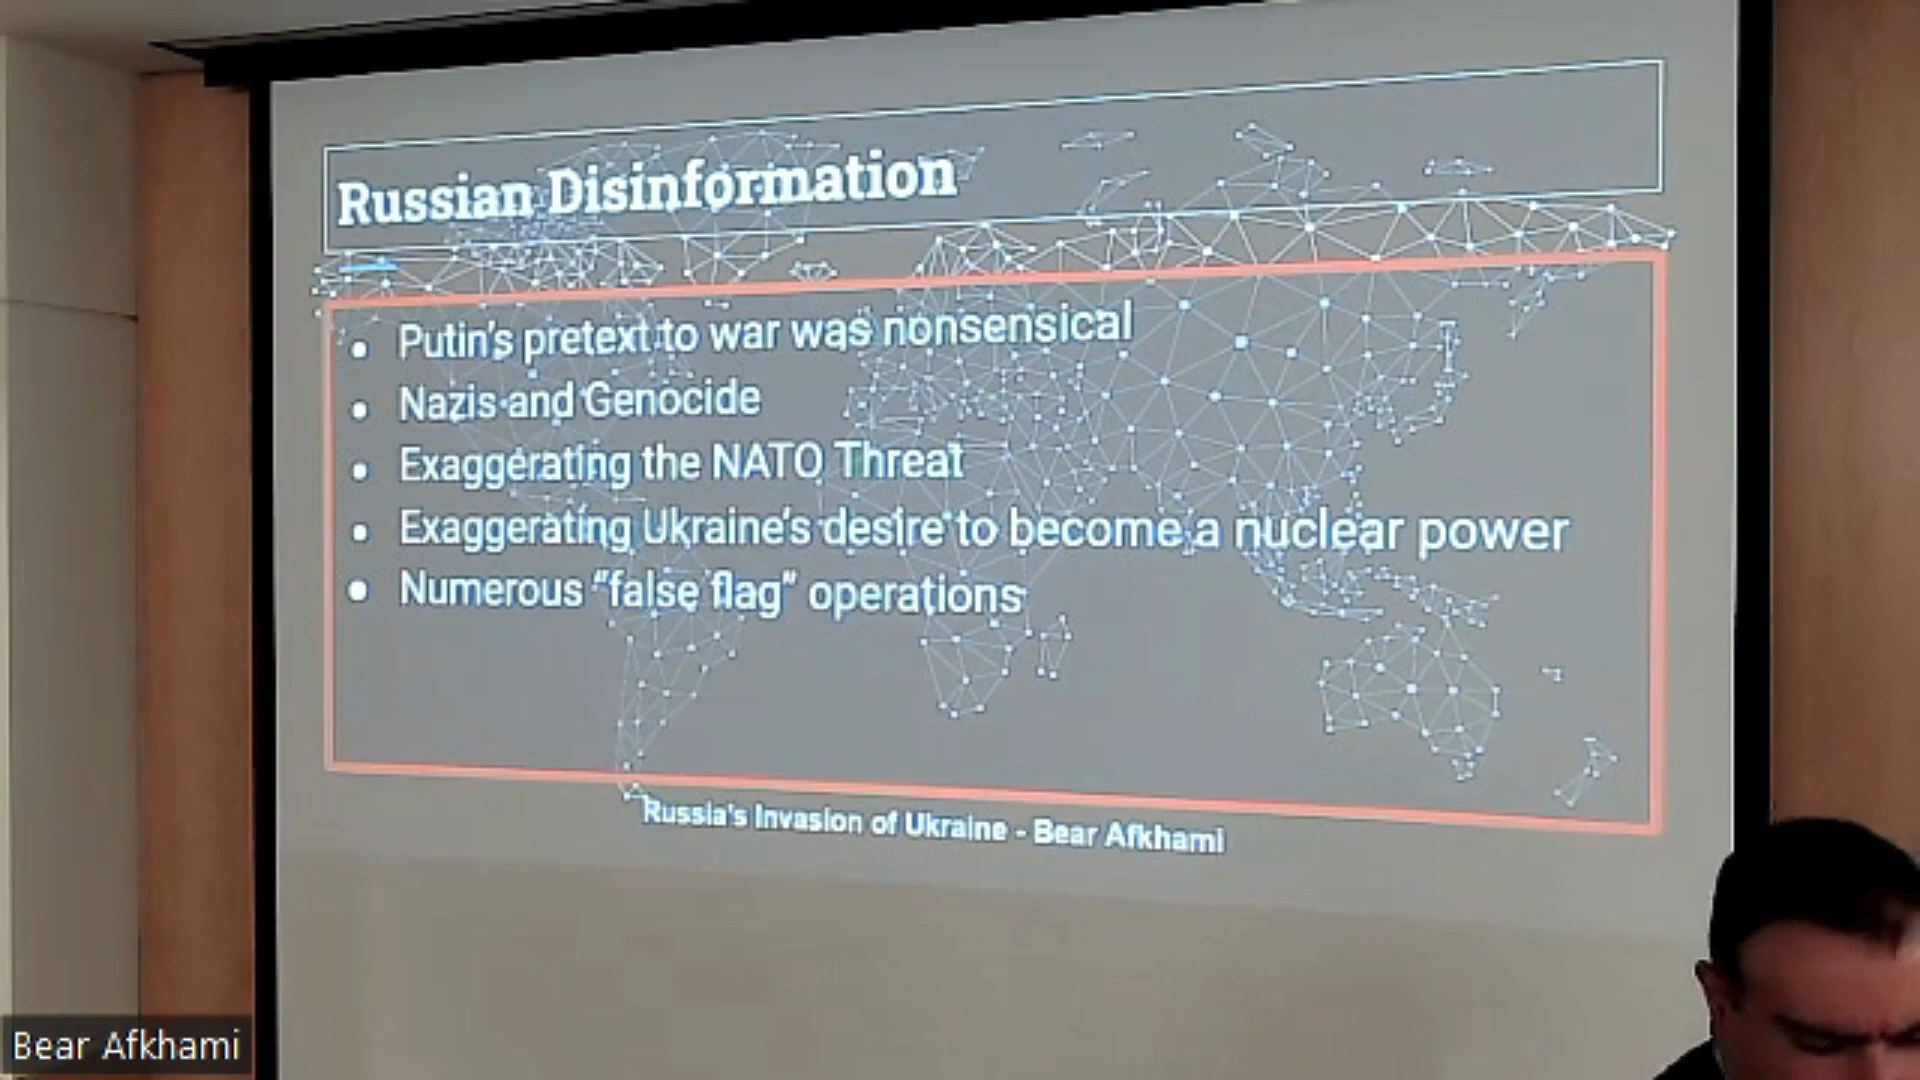 Russian Disinformation
• Putin's pretext to war was nonsensical
• Nazis and Genocide
• Exaggerating the NATO Threat
• Exaggerating Ukraine's desire to become a nuclear power
• Numerous “false flag” operations
Russia's Invasion of Ukraine - Bear Afkhami
Bear Afkhami